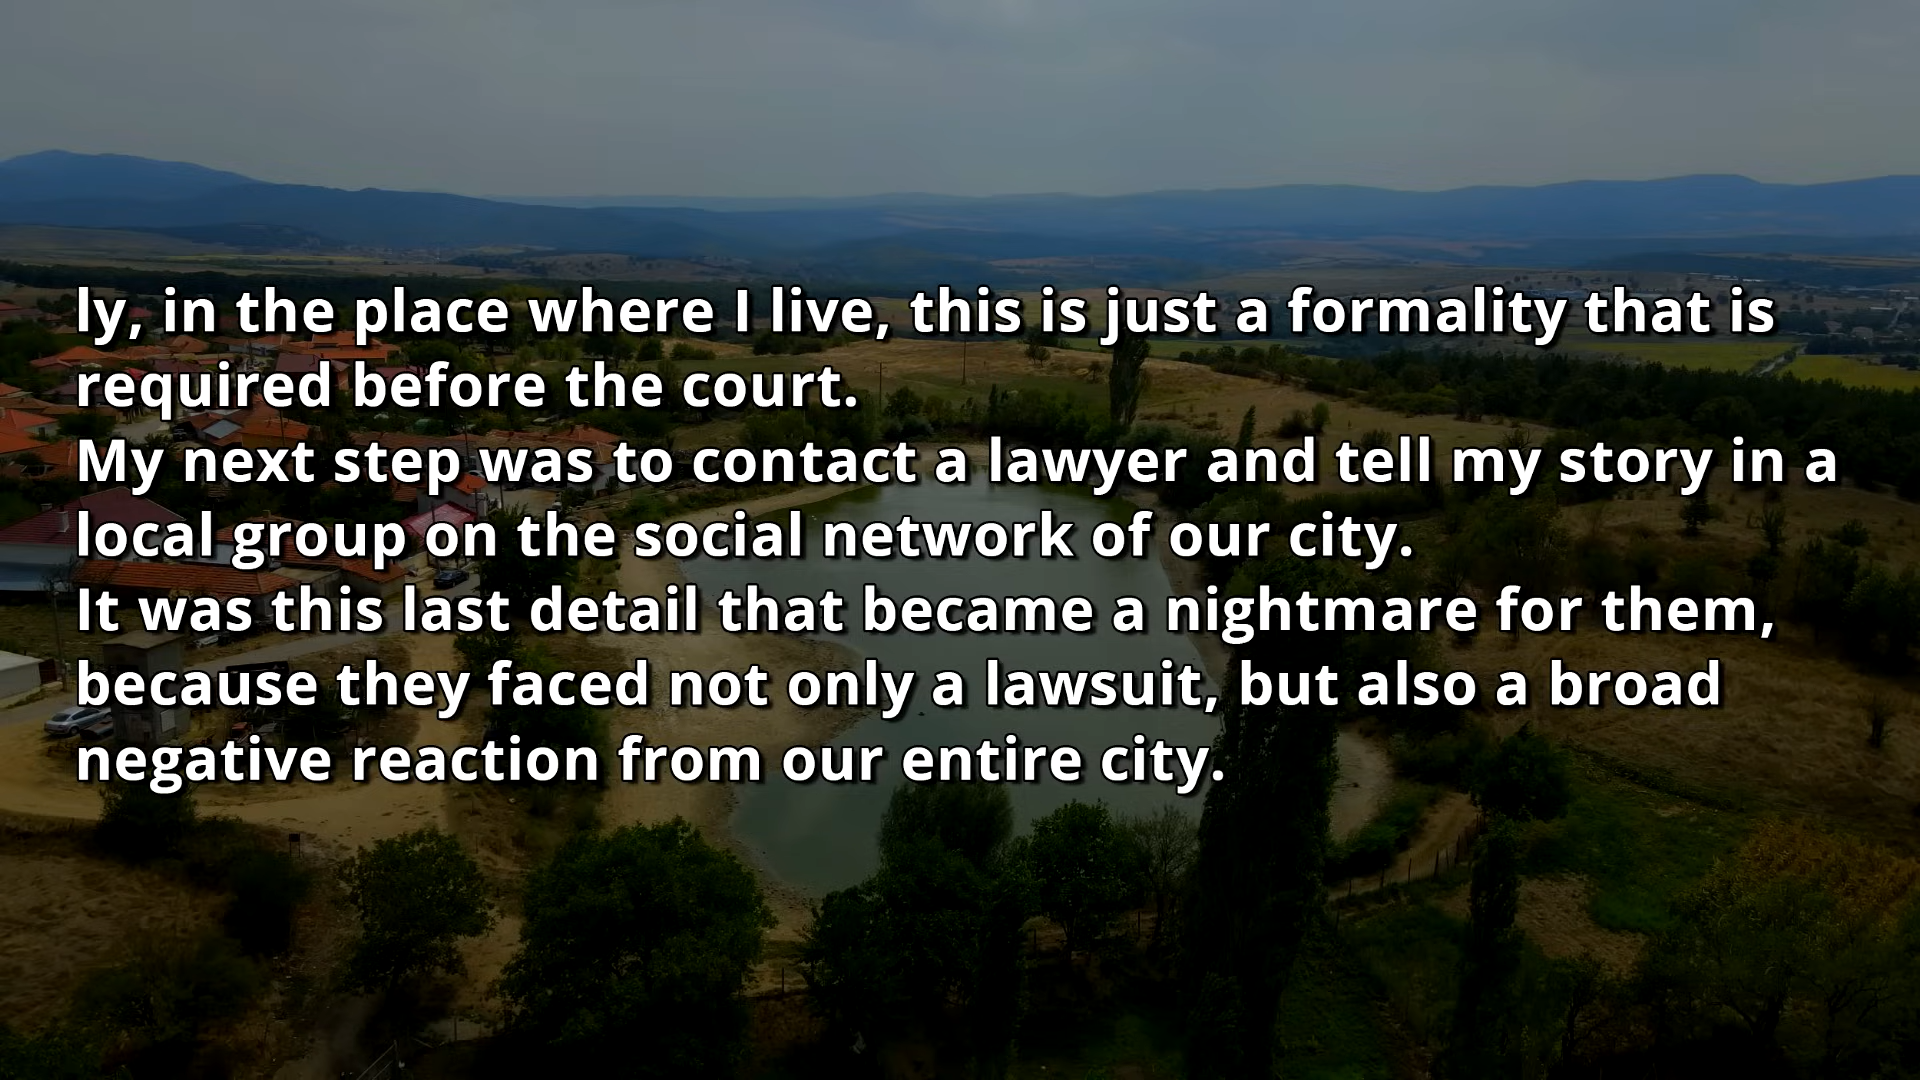 ly, in the place where I live, this is just a formality that is
required before the court.
My next step was to contact a lawyer and tell my story in a
local group on the social network of our city.
It was this last detail that became a nightmare for them,
because they faced not only a lawsuit, but also a broad
negative reaction from our entire city.